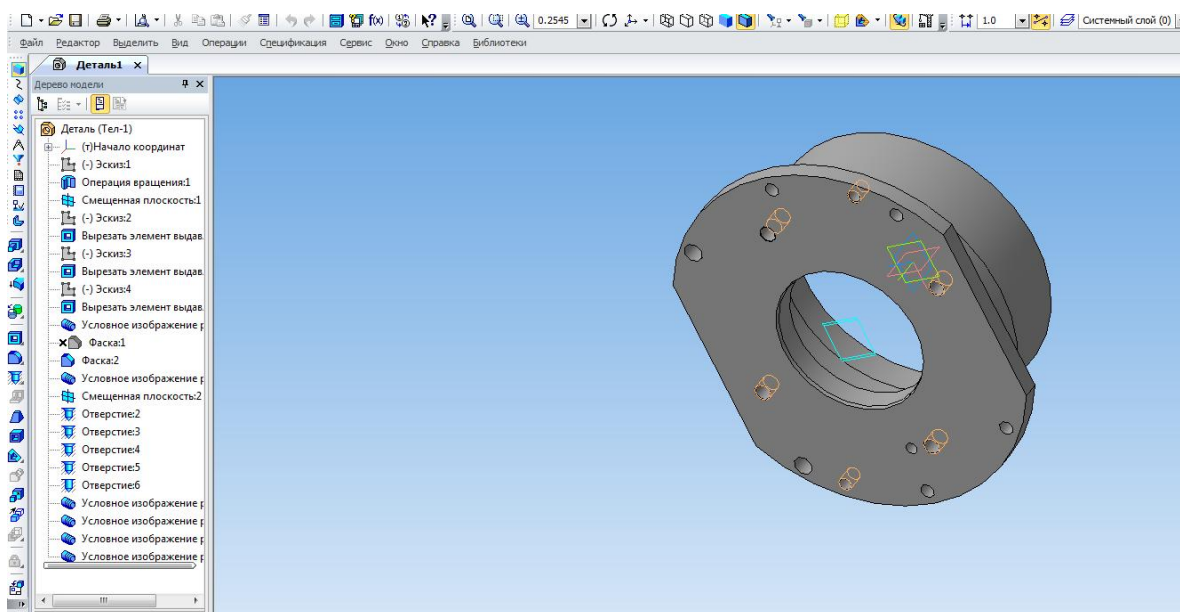 0.2545
1.0
Системный слой (0)
Файл Редактор Выделить Вид Операции Спецификация Сервис Окно Справка Библиотеки
Деталь1
Дерево модели
Деталь (Тел-1)
(т)Начало координат
(-) Эскиз:1
Операция вращения:1
Смещенная плоскость:1
(-) Эскиз:2
Вырезать элемент выдав
(-) Эскиз:3
Вырезать элемент выдав
(-) Эскиз:4
Вырезать элемент выдав
Условное изображение р
Фаска:1
Фаска:2
Условное изображение р
Смещенная плоскость:2
Отверстие:2
Отверстие:3
Отверстие:4
Отверстие:5
Отверстие:6
Условное изображение р
Условное изображение р
Условное изображение р
Условное изображение р